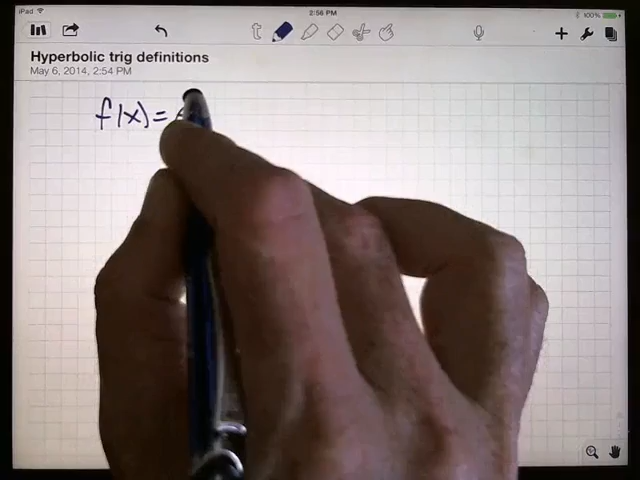 iPad 2:56 PM 100%
t
Hyperbolic trig definitions
May 6, 2014, 2:54 PM
f(x)=